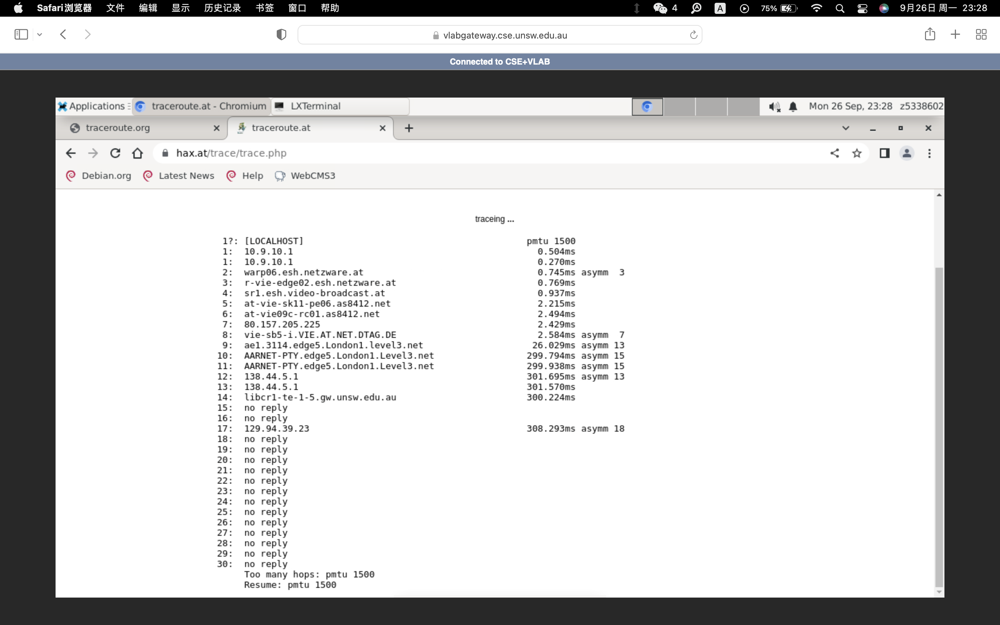 Safari浏览器 文件 编辑 显示 历史记录 书签 窗口 帮助 4 A 75% 9月26日 周一 23:28
vlabgateway.cse.unsw.edu.au
Connected to CSE+VLAB
Applications traceroute.at - Chromium LXTerminal Mon 26 Sep, 23:28 z5338602
traceroute.org traceroute.at
hax.at/trace/trace.php
Debian.org Latest News Help WebCMS3
traceing ...
1?: [LOCALHOST] pmtu 1500
1: 10.9.10.1 0.504ms
1: 10.9.10.1 0.270ms
2: warp06.esh.netzware.at 0.745ms asymm 3
3: r-vie-edge02.esh.netzware.at 0.769ms
4: sr1.esh.video-broadcast.at 0.937ms
5: at-vie-sk11-pe06.as8412.net 2.215ms
6: at-vie09c-rc01.as8412.net 2.494ms
7: 80.157.205.225 2.429ms
8: vie-sb5-i.VIE.AT.NET.DTAG.DE 2.584ms asymm 7
9: ae1.3114.edge5.London1.level3.net 26.029ms asymm 13
10: AARNET-PTY.edge5.London1.Level3.net 299.794ms asymm 15
11: AARNET-PTY.edge5.London1.Level3.net 299.938ms asymm 15
12: 138.44.5.1 301.695ms asymm 13
13: 138.44.5.1 301.570ms
14: libcr1-te-1-5.gw.unsw.edu.au 300.224ms
15: no reply
16: no reply
17: 129.94.39.23 308.293ms asymm 18
18: no reply
19: no reply
20: no reply
21: no reply
22: no reply
23: no reply
24: no reply
25: no reply
26: no reply
27: no reply
28: no reply
29: no reply
30: no reply
Too many hops: pmtu 1500
Resume: pmtu 1500